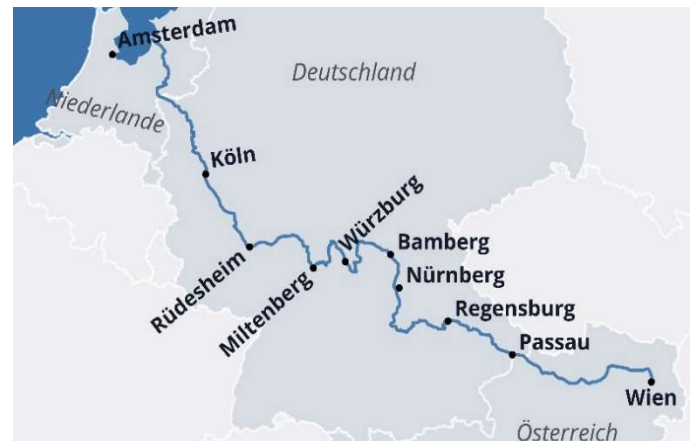 Amsterdam
Deutschland
Niederlande
Köln
Würzburg
Bamberg
Rüdesheim
Miltenberg
Nürnberg
Regensburg
Passau
Wien
Österreich